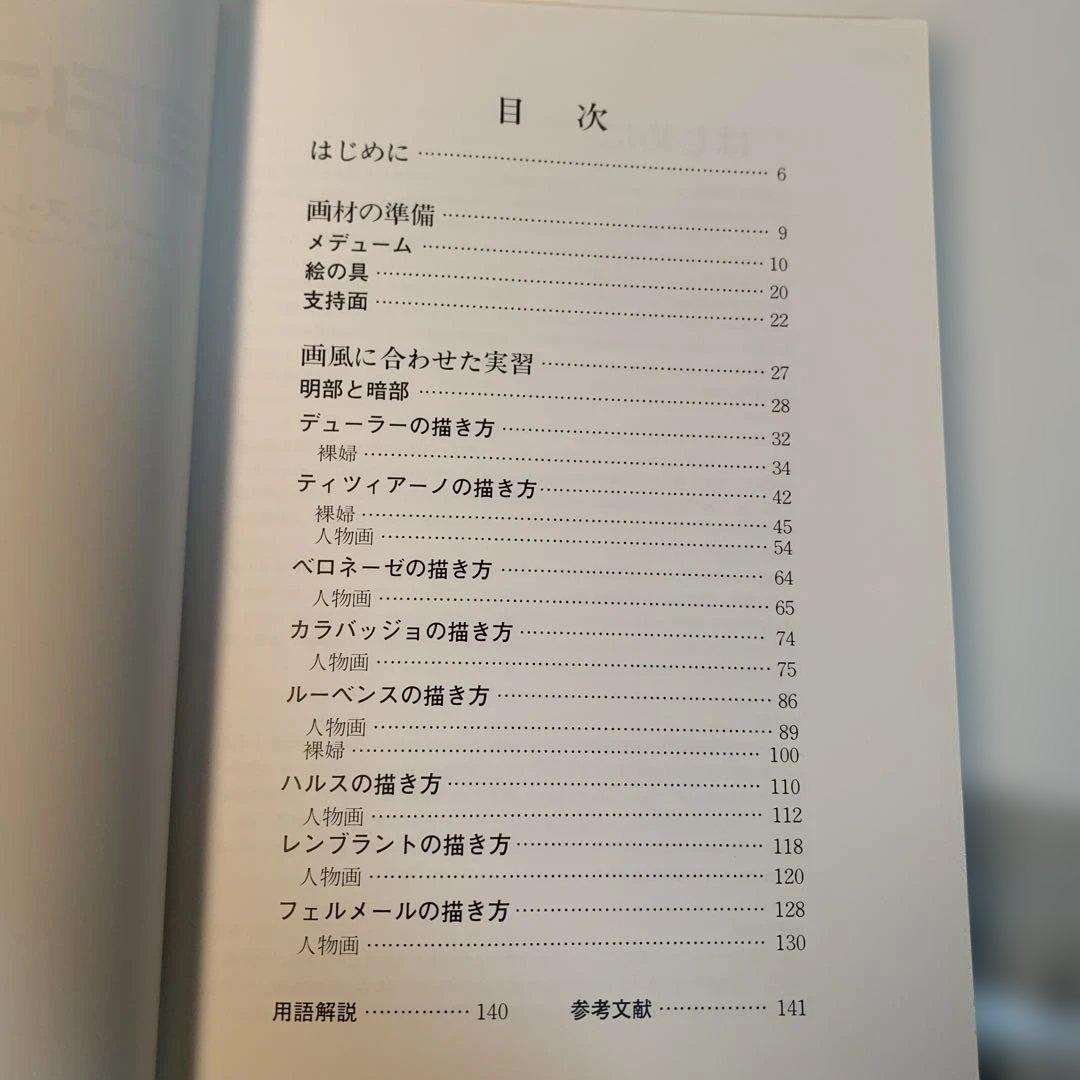 目　次
はじめに …… 6
画材の準備 …… 9
メデューム …… 10
絵の具 …… 20
支持面 …… 22
画風に合わせた実習 …… 27
明部と暗部 …… 28
デューラーの描き方 …… 32
裸婦 …… 34
ティツィアーノの描き方 …… 42
裸婦 …… 45
人物画 …… 54
ベロネーゼの描き方 …… 64
人物画 …… 65
カラバッジョの描き方 …… 74
人物画 …… 75
ルーベンスの描き方 …… 86
人物画 …… 89
裸婦 …… 100
ハルスの描き方 …… 110
人物画 …… 112
レンブラントの描き方 …… 118
人物画 …… 120
フェルメールの描き方 …… 128
人物画 …… 130
用語解説 …… 140　参考文献 …… 141